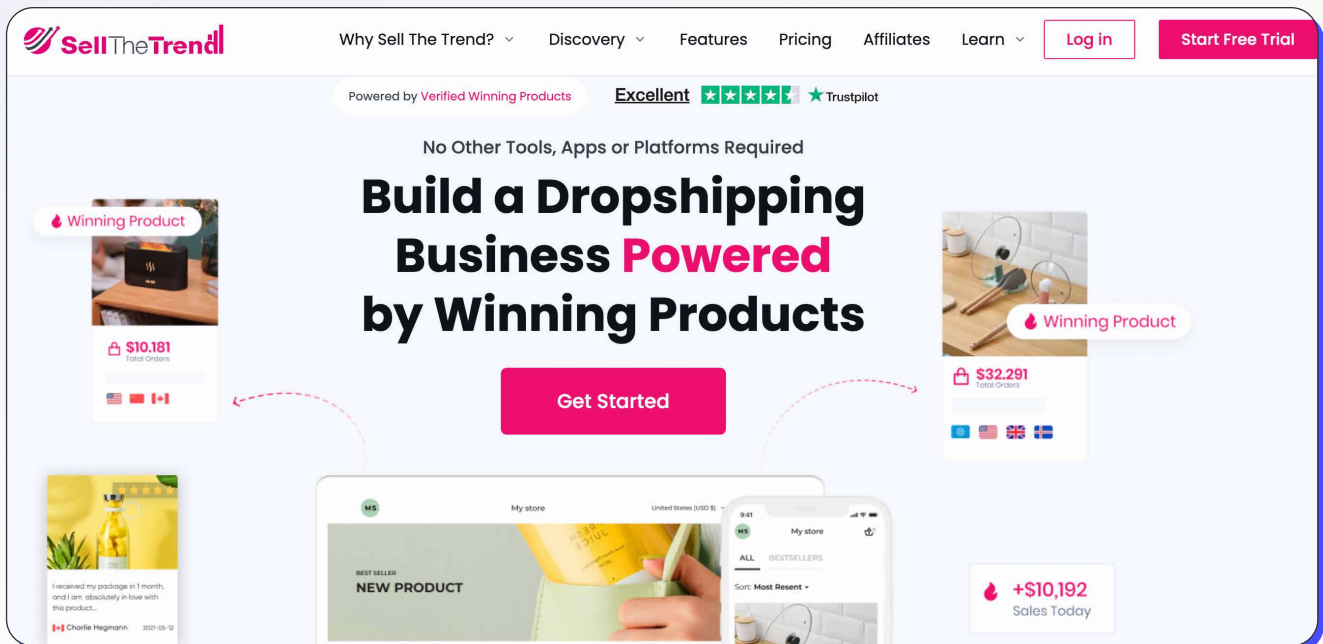 SellTheTrend
Why Sell The Trend? Discovery Features Pricing Affiliates Learn Log in Start Free Trial
Powered by Verified Winning Products Excellent Trustpilot
No Other Tools, Apps or Platforms Required
Build a Dropshipping
Business Powered
by Winning Products
Get Started
Winning Product
$10.181
Total Orders
Winning Product
$32.291
Total Orders
I received my package in 1 month,
and I am absolutely in love with
this product...
Charlie Hegmann 2021-05-12
MS My store United States (USD $)
BEST SELLER
NEW PRODUCT
9:41
MS My store
ALL BESTSELLERS
Sort: Most Resent
+$10,192
Sales Today